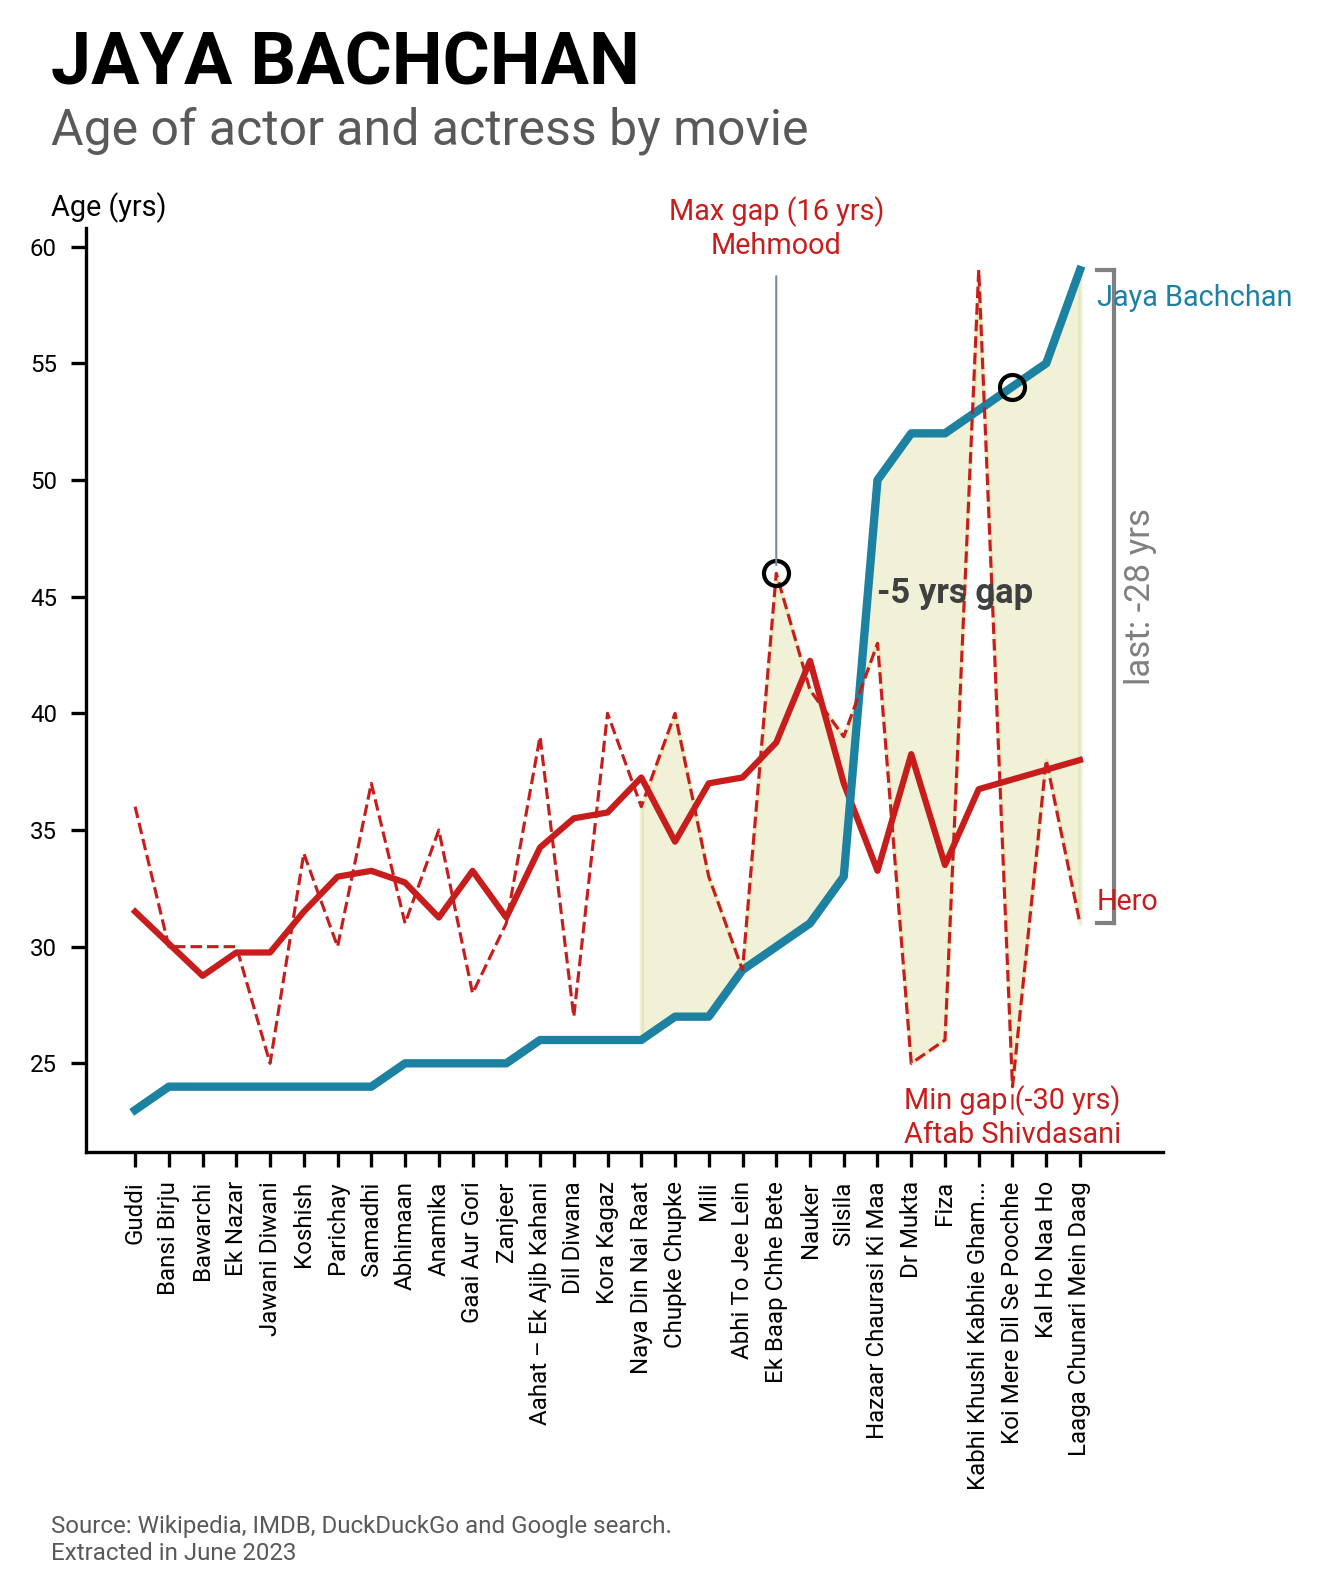 JAYA BACHCHAN
Age of actor and actress by movie
Age (yrs)
Max gap (16 yrs)
Mehmood
60
55
50
45
40
35
30
25
Jaya Bachchan
-5 yrs gap
last: -28 yrs
Hero
Min gap (-30 yrs)
Aftab Shivdasani
Guddi
Bansi Birju
Bawarchi
Ek Nazar
Jawani Diwani
Koshish
Parichay
Samadhi
Abhimaan
Anamika
Gaai Aur Gori
Zanjeer
Aahat – Ek Ajib Kahani
Dil Diwana
Kora Kagaz
Naya Din Nai Raat
Chupke Chupke
Mili
Abhi To Jee Lein
Ek Baap Chhe Bete
Nauker
Silsila
Hazaar Chaurasi Ki Maa
Dr Mukta
Fiza
Kabhi Khushi Kabhie Gham...
Koi Mere Dil Se Poochhe
Kal Ho Naa Ho
Laaga Chunari Mein Daag
Source: Wikipedia, IMDB, DuckDuckGo and Google search.
Extracted in June 2023